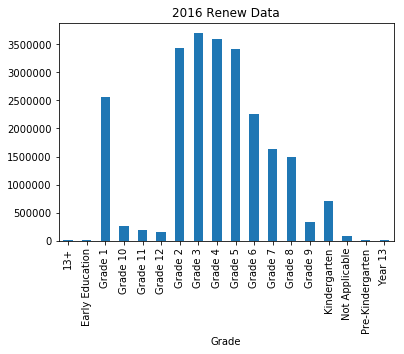 2016 Renew Data
3500000
3000000
2500000
2000000
1500000
1000000
500000
0
13+
Early Education
Grade 1
Grade 10
Grade 11
Grade 12
Grade 2
Grade 3
Grade 4
Grade 5
Grade 6
Grade 7
Grade 8
Grade 9
Kindergarten
Not Applicable
Pre-Kindergarten
Year 13
Grade